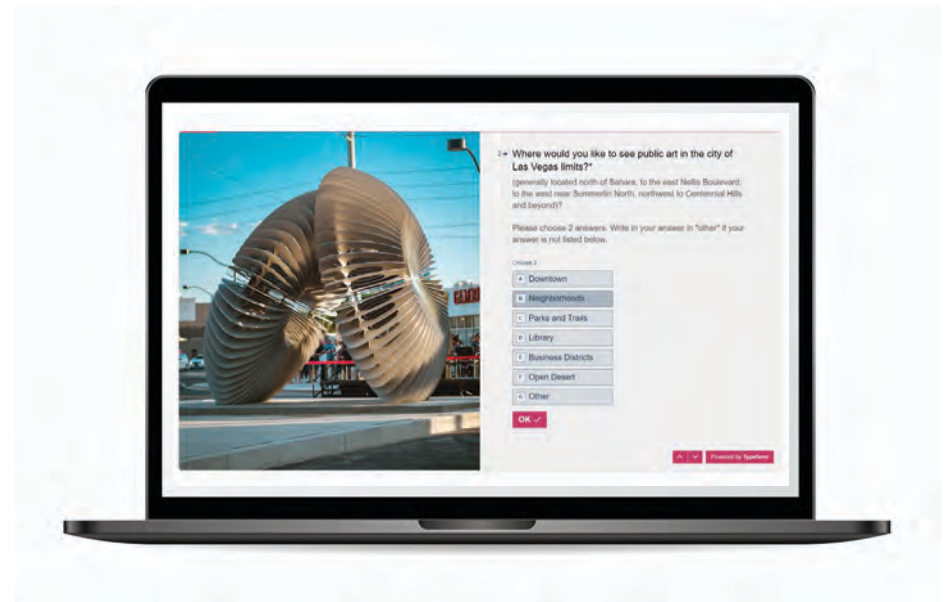 2→ Where would you like to see public art in the city of
Las Vegas limits?*
(generally located north of Sahara, to the east Nellis Boulevard,
to the west near Summerlin North, northwest to Centennial Hills
and beyond)?
Please choose 2 answers. Write in your answer in "other" if your
answer is not listed below.
Choose 2
A Downtown
B Neighborhoods
C Parks and Trails
D Library
E Business Districts
F Open Desert
G Other
OK ✓
Powered by Typeform